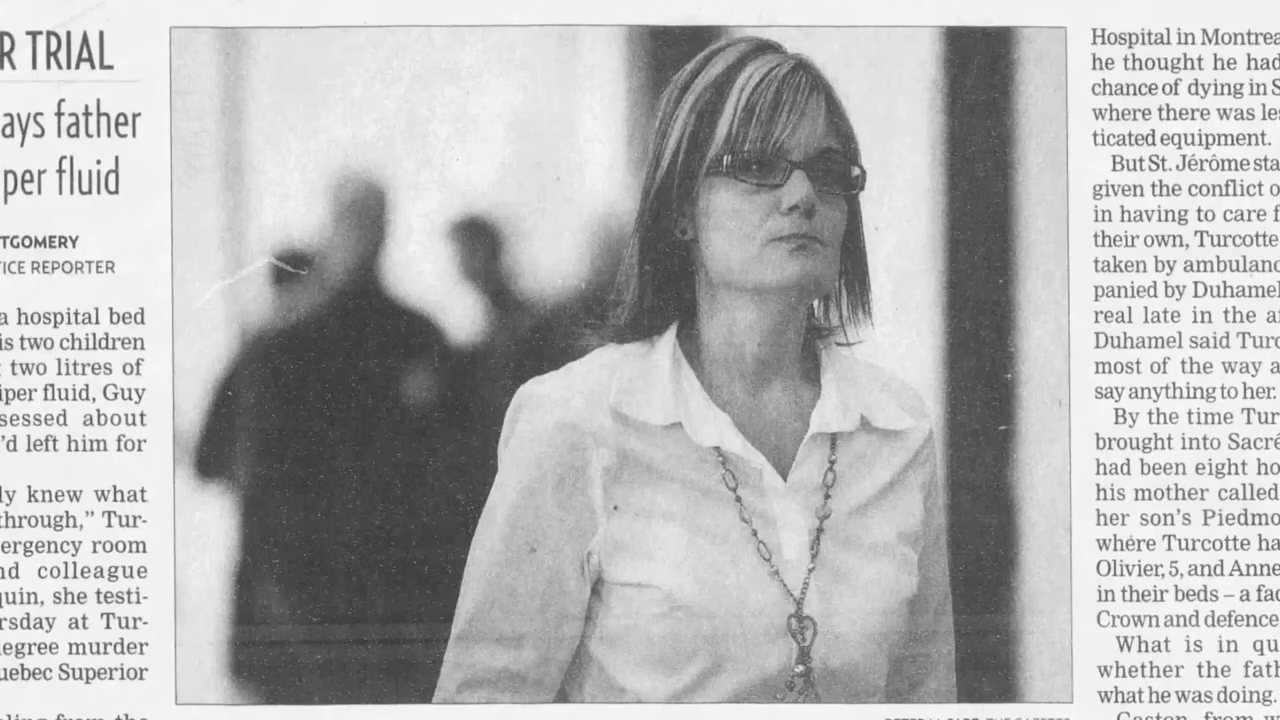 R TRIAL
ays father
per fluid
TGOMERY
TICE REPORTER
a hospital bed
is two children
two litres of
iper fluid, Guy
sessed about
'd left him for
ly knew what
through,” Tur-
ergency room
nd colleague
quin, she testi-
rsday at Tur-
egree murder
uebec Superior
Hospital in Montrea
he thought he had
chance of dying in S
where there was les
ticated equipment.
But St. Jérôme sta
given the conflict o
in having to care f
their own, Turcotte
taken by ambulanc
panied by Duhamel
real late in the a
Duhamel said Turc
most of the way a
say anything to her.
By the time Tur
brought into Sacré
had been eight ho
his mother called
her son's Piedmo
where Turcotte ha
Olivier, 5, and Anne
in their beds – a fac
Crown and defence
What is in qu
whether the fath
what he was doing.
Gaston, from